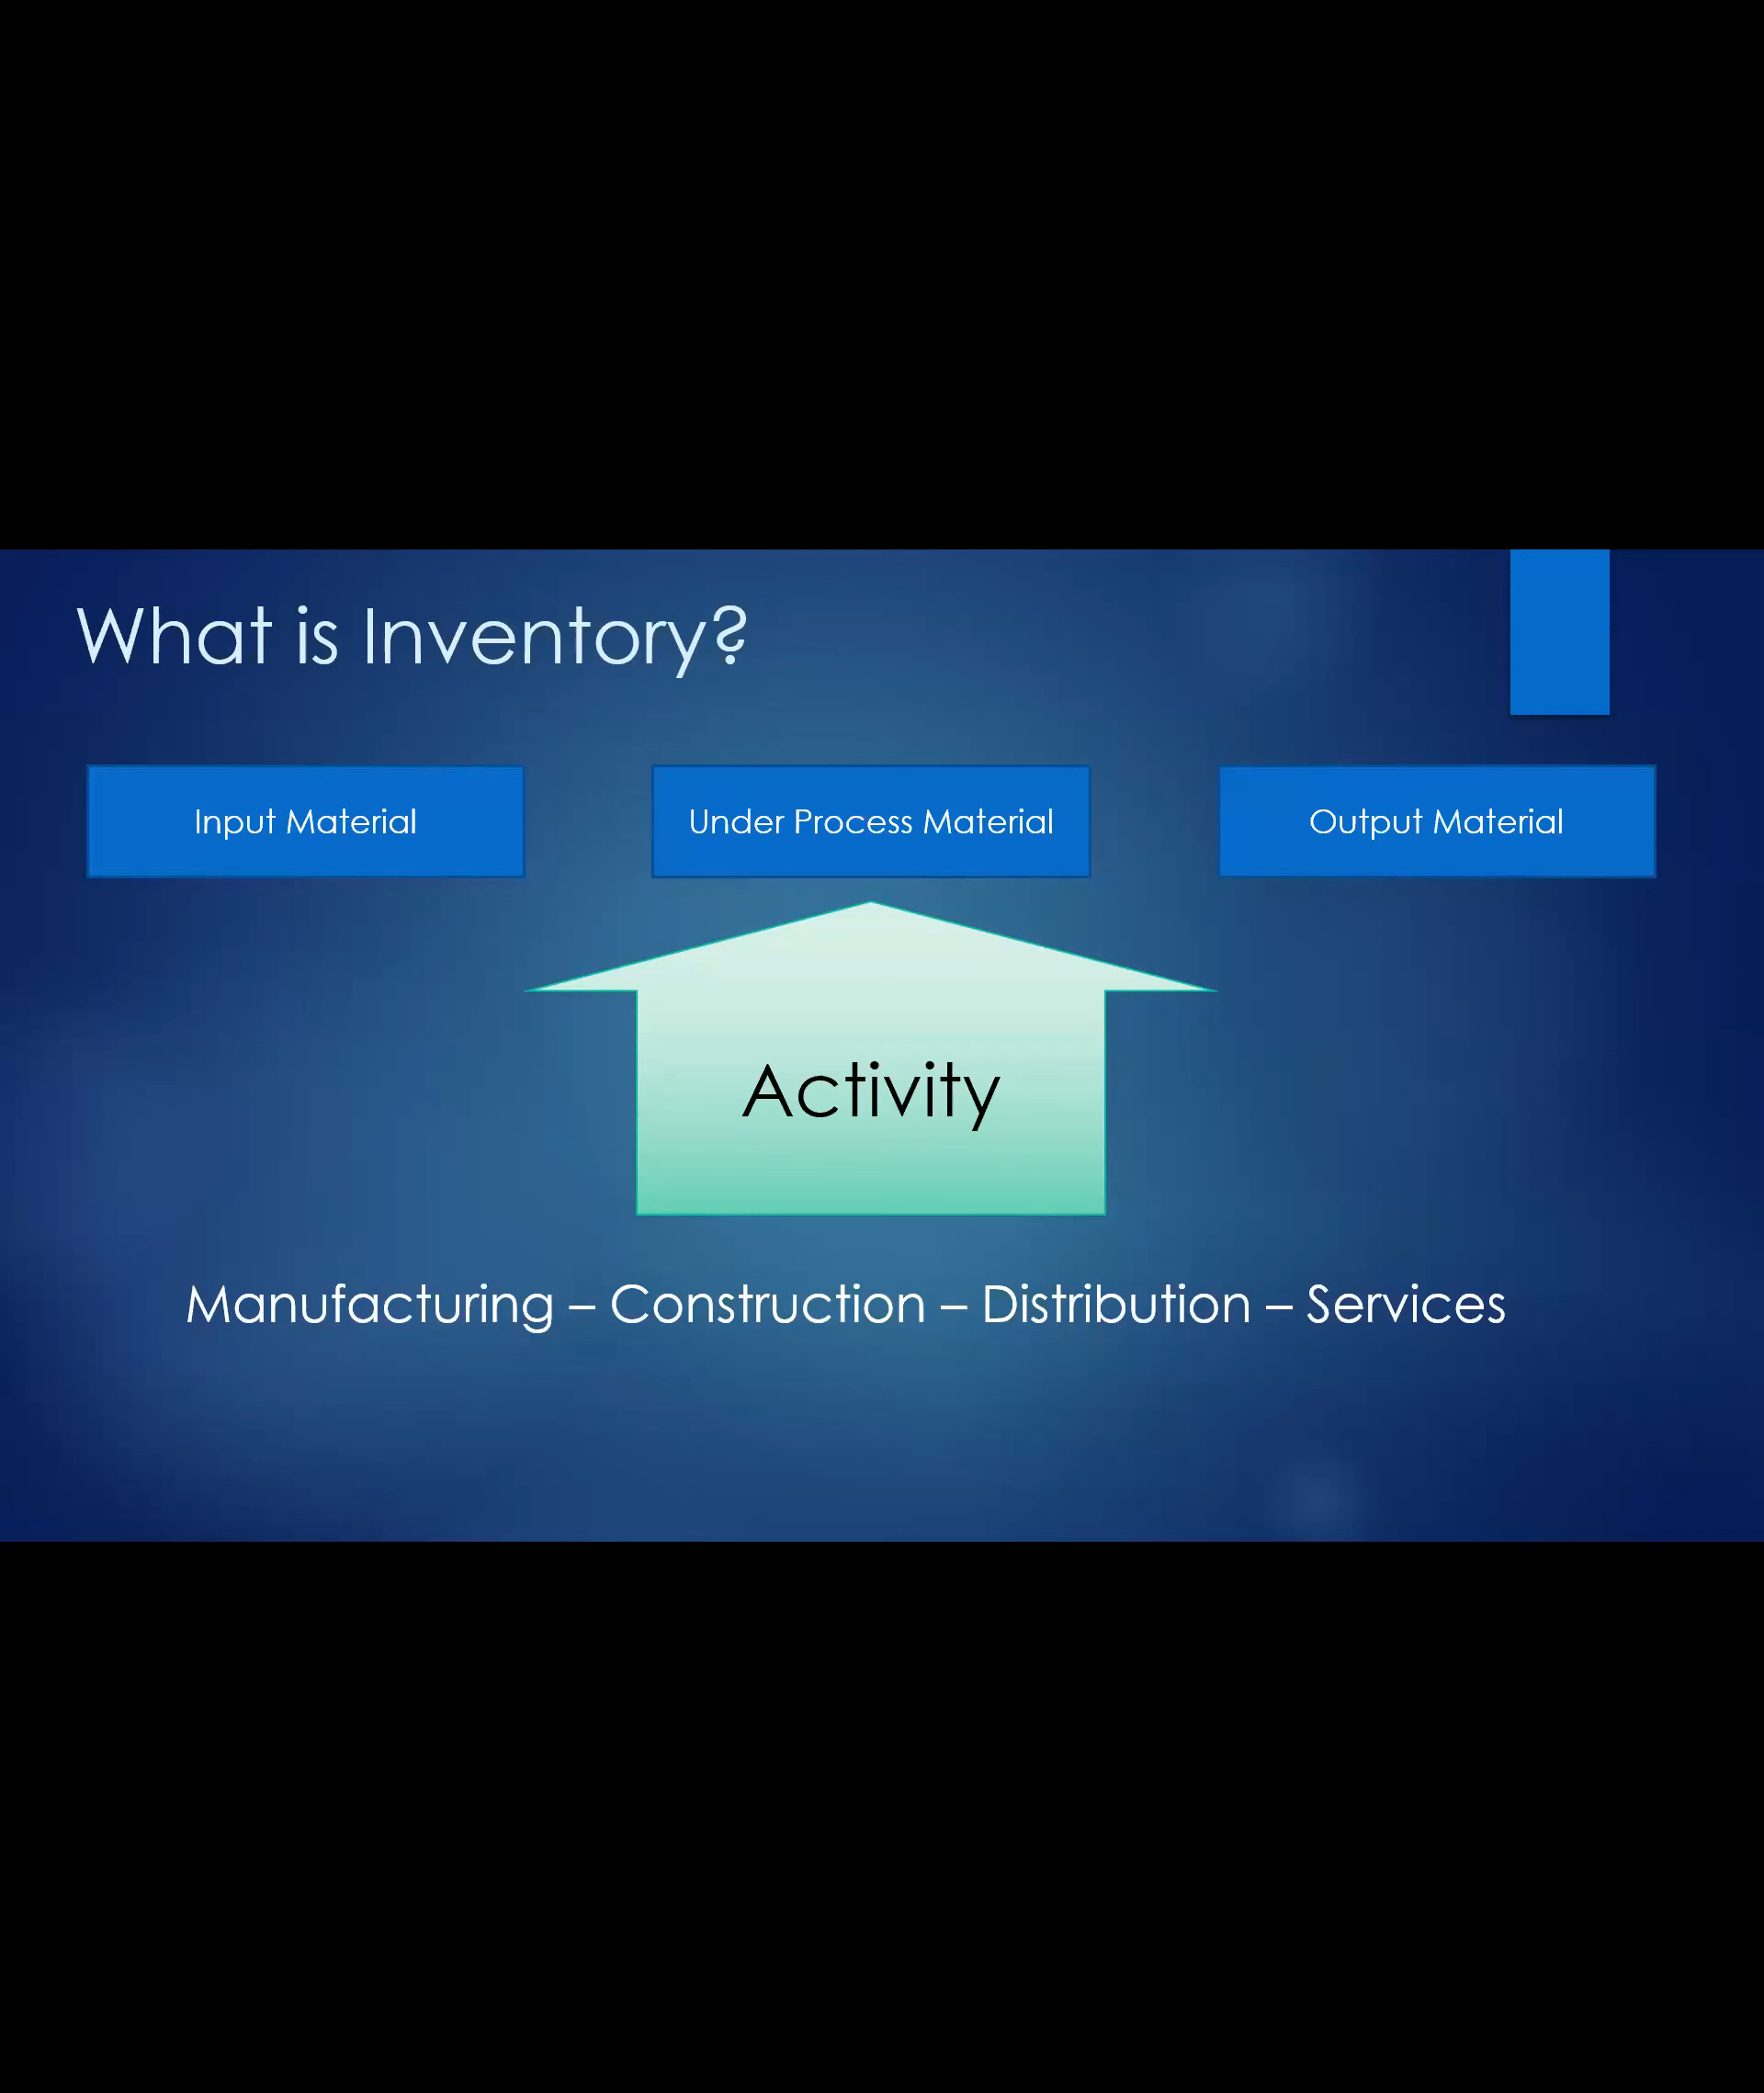 What is Inventory?
Input Material
Under Process Material
Output Material
Activity
Manufacturing – Construction – Distribution – Services